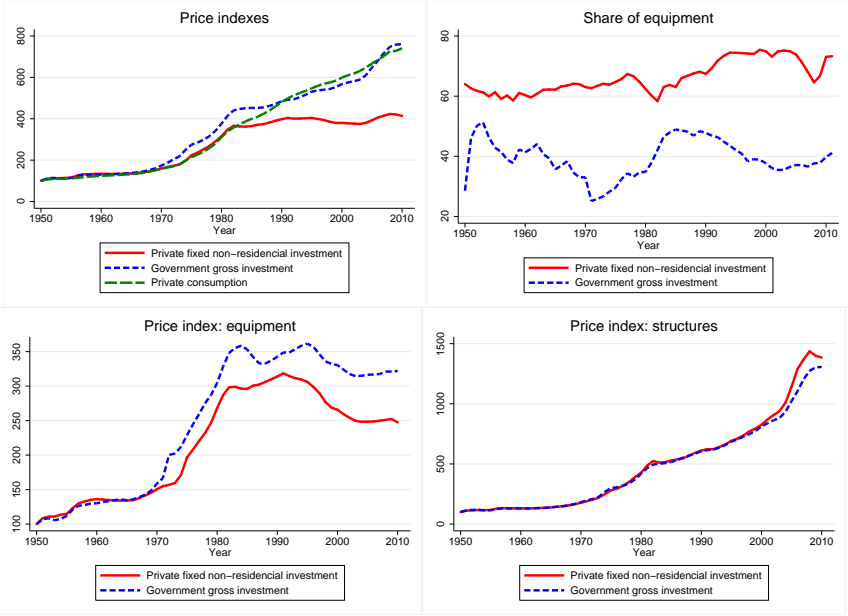 Price indexes
800
600
400
200
0
1950 1960 1970 1980 1990 2000 2010
Year
Private fixed non−residencial investment
Government gross investment
Private consumption
Share of equipment
80
60
40
20
1950 1960 1970 1980 1990 2000 2010
Year
Private fixed non−residencial investment
Government gross investment
Price index: equipment
350
300
250
200
150
100
1950 1960 1970 1980 1990 2000 2010
Year
Private fixed non−residencial investment
Government gross investment
Price index: structures
1500
1000
500
0
1950 1960 1970 1980 1990 2000 2010
Year
Private fixed non−residencial investment
Government gross investment